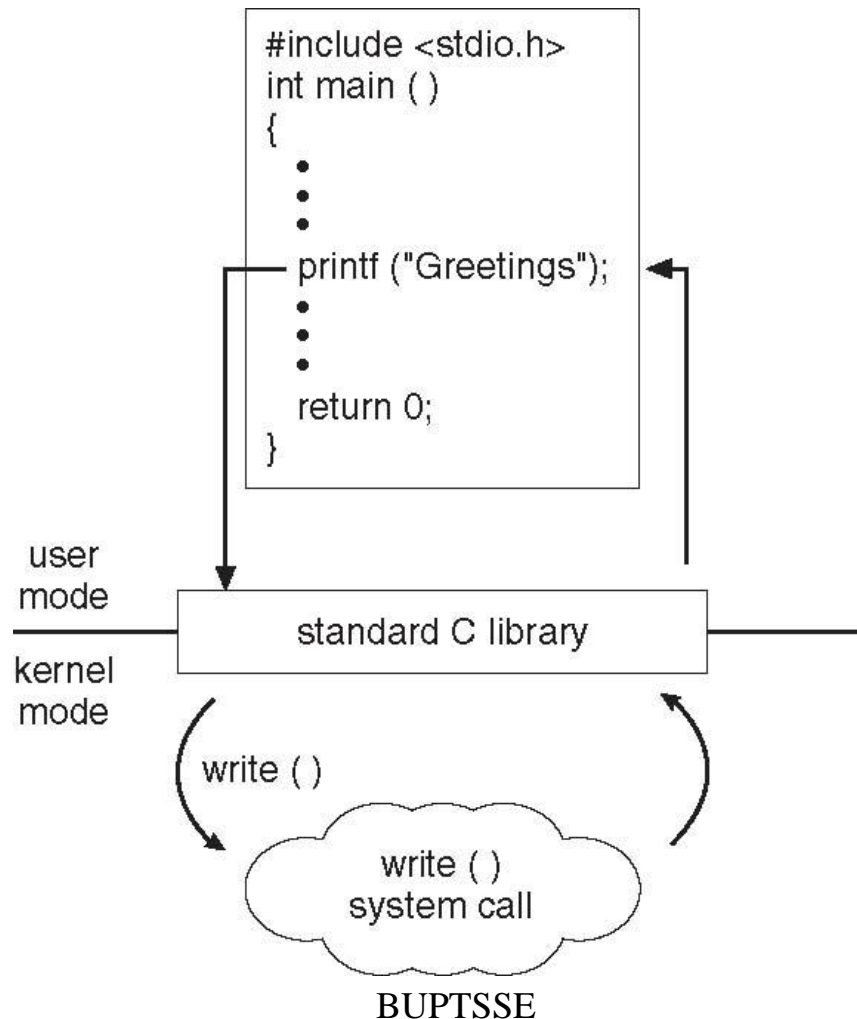 #include <stdio.h>
int main ( )
{
•
•
•
printf ("Greetings");
•
•
•
return 0;
}
user
mode
standard C library
kernel
mode
write ( )
write ( )
system call
BUPTSSE